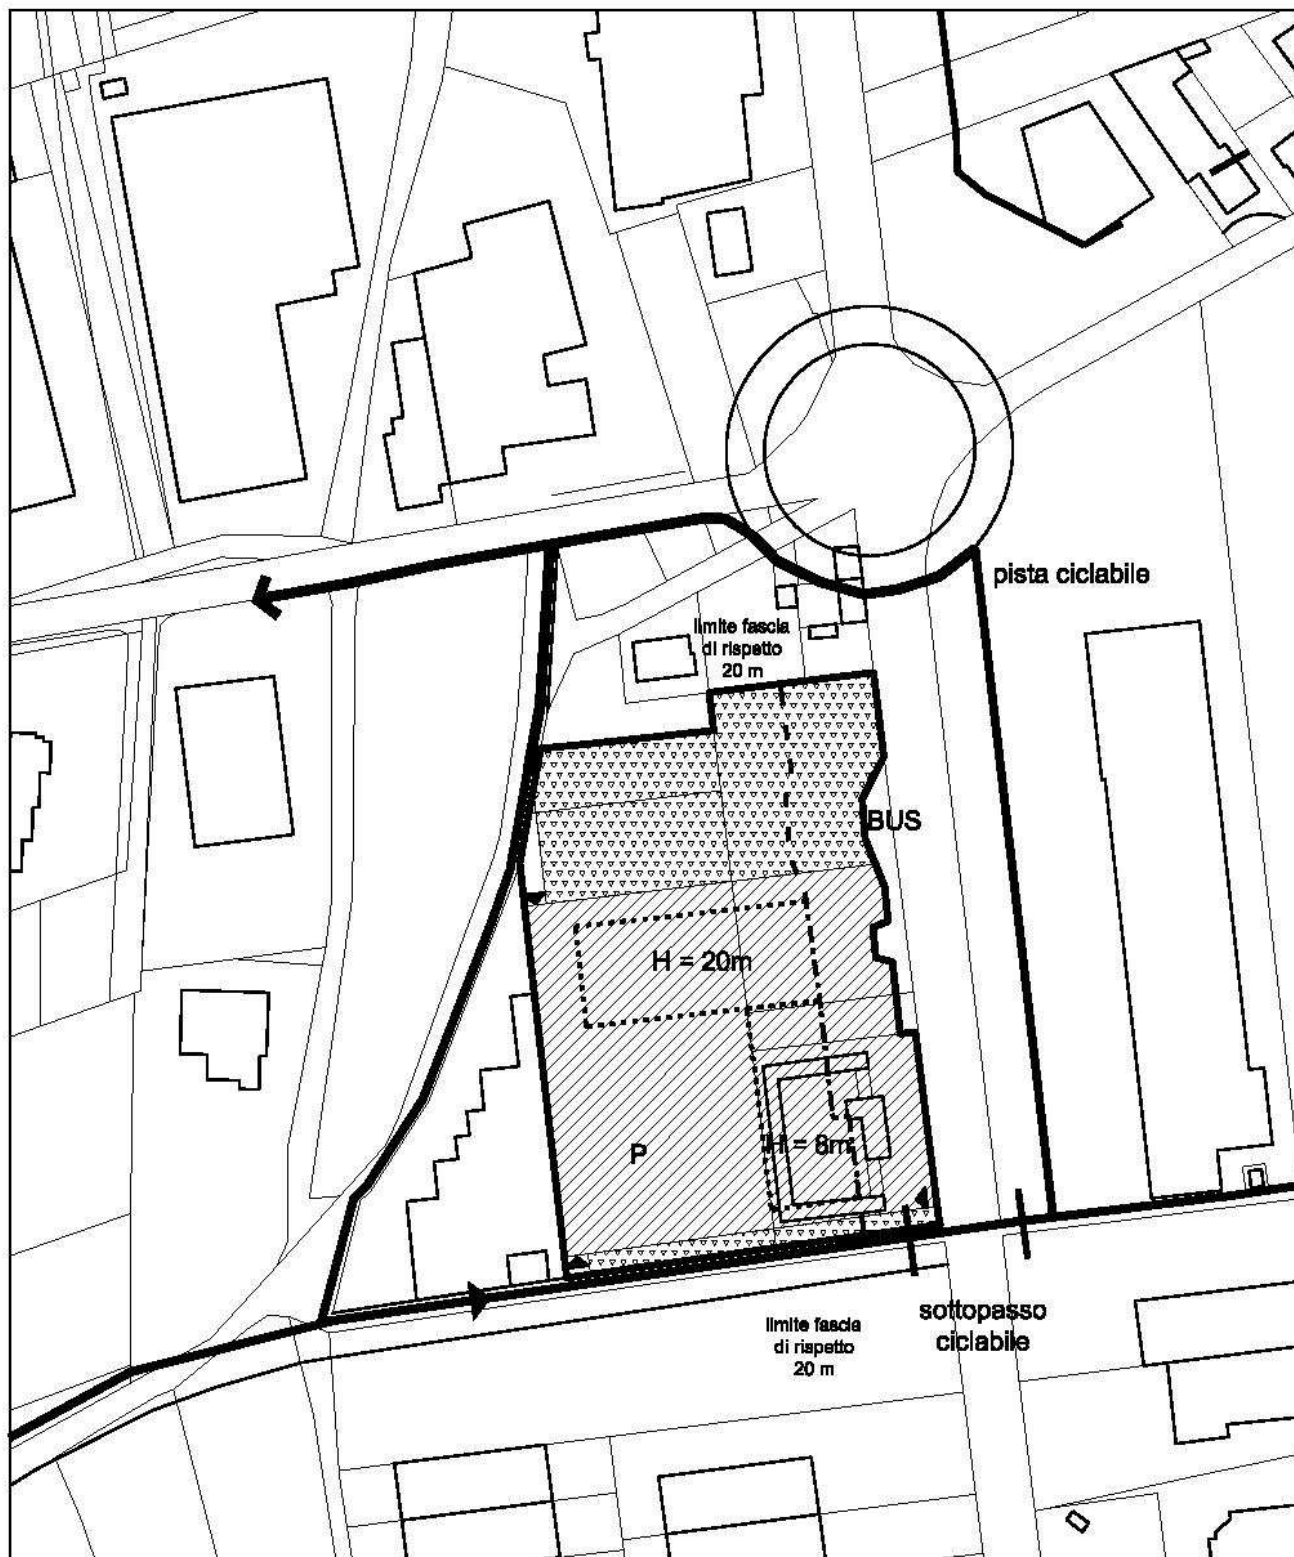 pista ciclabile
limite fascia
di rispetto
20 m
BUS
H = 20m
P
H = 8m
sottopasso
ciclabile
limite fascia
di rispetto
20 m